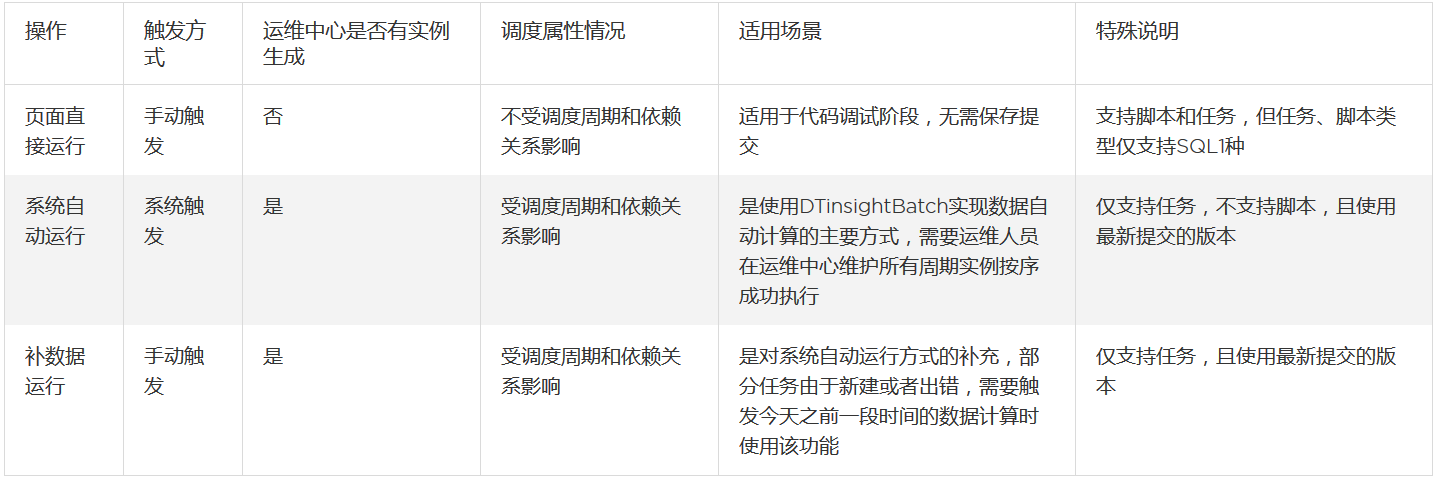 操作
触发方
式
运维中心是否有实例
生成
调度属性情况
适用场景
特殊说明
页面直
接运行
手动触
发
否
不受调度周期和依赖
关系影响
适用于代码调试阶段，无需保存提
交
支持脚本和任务，但任务、脚本类
型仅支持SQL1种
系统自
动运行
系统触
发
是
受调度周期和依赖关
系影响
是使用DTinsightBatch实现数据自
动计算的主要方式，需要运维人员
在运维中心维护所有周期实例按序
成功执行
仅支持任务，不支持脚本，且使用
最新提交的版本
补数据
运行
手动触
发
是
受调度周期和依赖关
系影响
是对系统自动运行方式的补充，部
分任务由于新建或者出错，需要触
发今天之前一段时间的数据计算时
使用该功能
仅支持任务，且使用最新提交的版
本